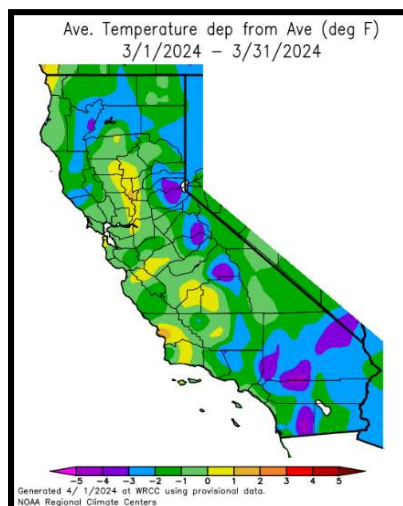 Ave. Temperature dep from Ave (deg F)
3/1/2024 – 3/31/2024
-5 -4 -3 -2 -1 0 1 2 3 4 5
Generated 4/ 1/2024 at WRCC using provisional data.
NOAA Regional Climate Centers